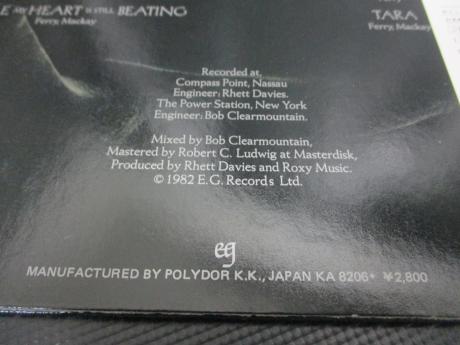 E MY HEART IS STILL BEATING
Ferry, Mackay
TARA
Ferry, Mackay
Recorded at,
Compass Point, Nassau
Engineer: Rhett Davies.
The Power Station, New York
Engineer: Bob Clearmountain.
Mixed by Bob Clearmountain,
Mastered by Robert C. Ludwig at Masterdisk,
Produced by Rhett Davies and Roxy Music.
© 1982 E.G. Records Ltd.
eg
MANUFACTURED BY POLYDOR K.K., JAPAN KA 8206* ¥2,800